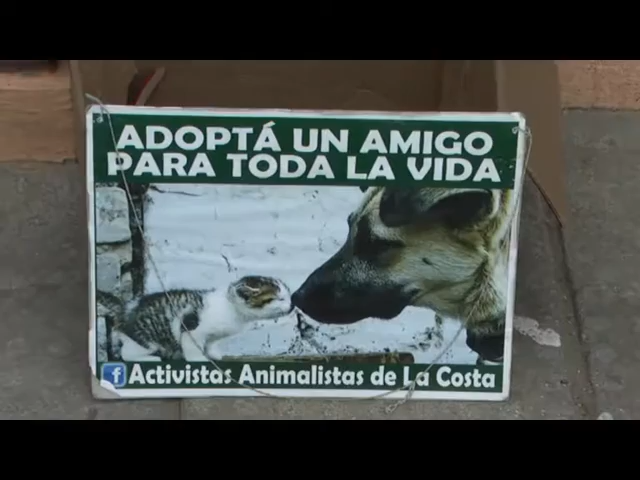 ADOPTÁ UN AMIGO
PARA TODA LA VIDA
f Activistas Animalistas de La Costa